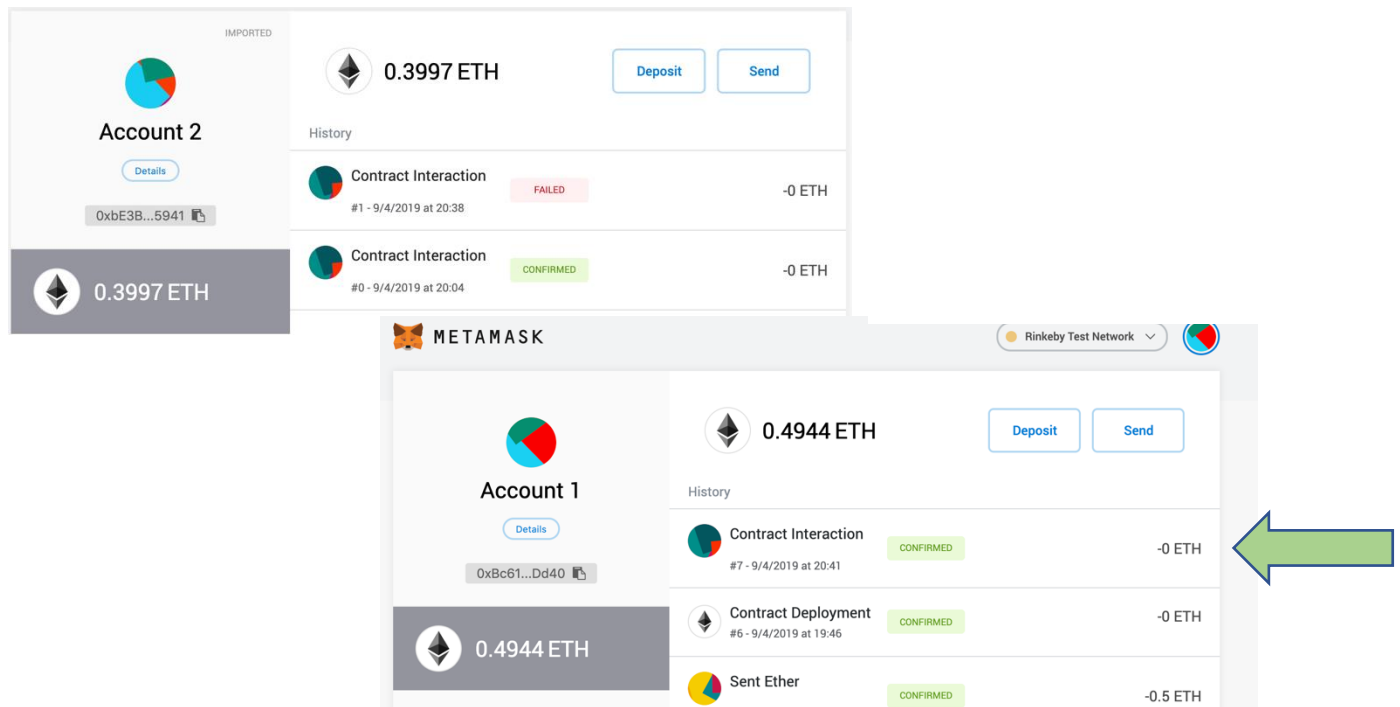 IMPORTED
Account 2
Details
0xbE3B...5941
0.3997 ETH
0.3997 ETH
Deposit
Send
History
Contract Interaction
FAILED
-0 ETH
#1 - 9/4/2019 at 20:38
Contract Interaction
CONFIRMED
-0 ETH
#0 - 9/4/2019 at 20:04
METAMASK
Rinkeby Test Network
Account 1
Details
0xBc61...Dd40
0.4944 ETH
0.4944 ETH
Deposit
Send
History
Contract Interaction
CONFIRMED
-0 ETH
#7 - 9/4/2019 at 20:41
Contract Deployment
CONFIRMED
-0 ETH
#6 - 9/4/2019 at 19:46
Sent Ether
CONFIRMED
-0.5 ETH